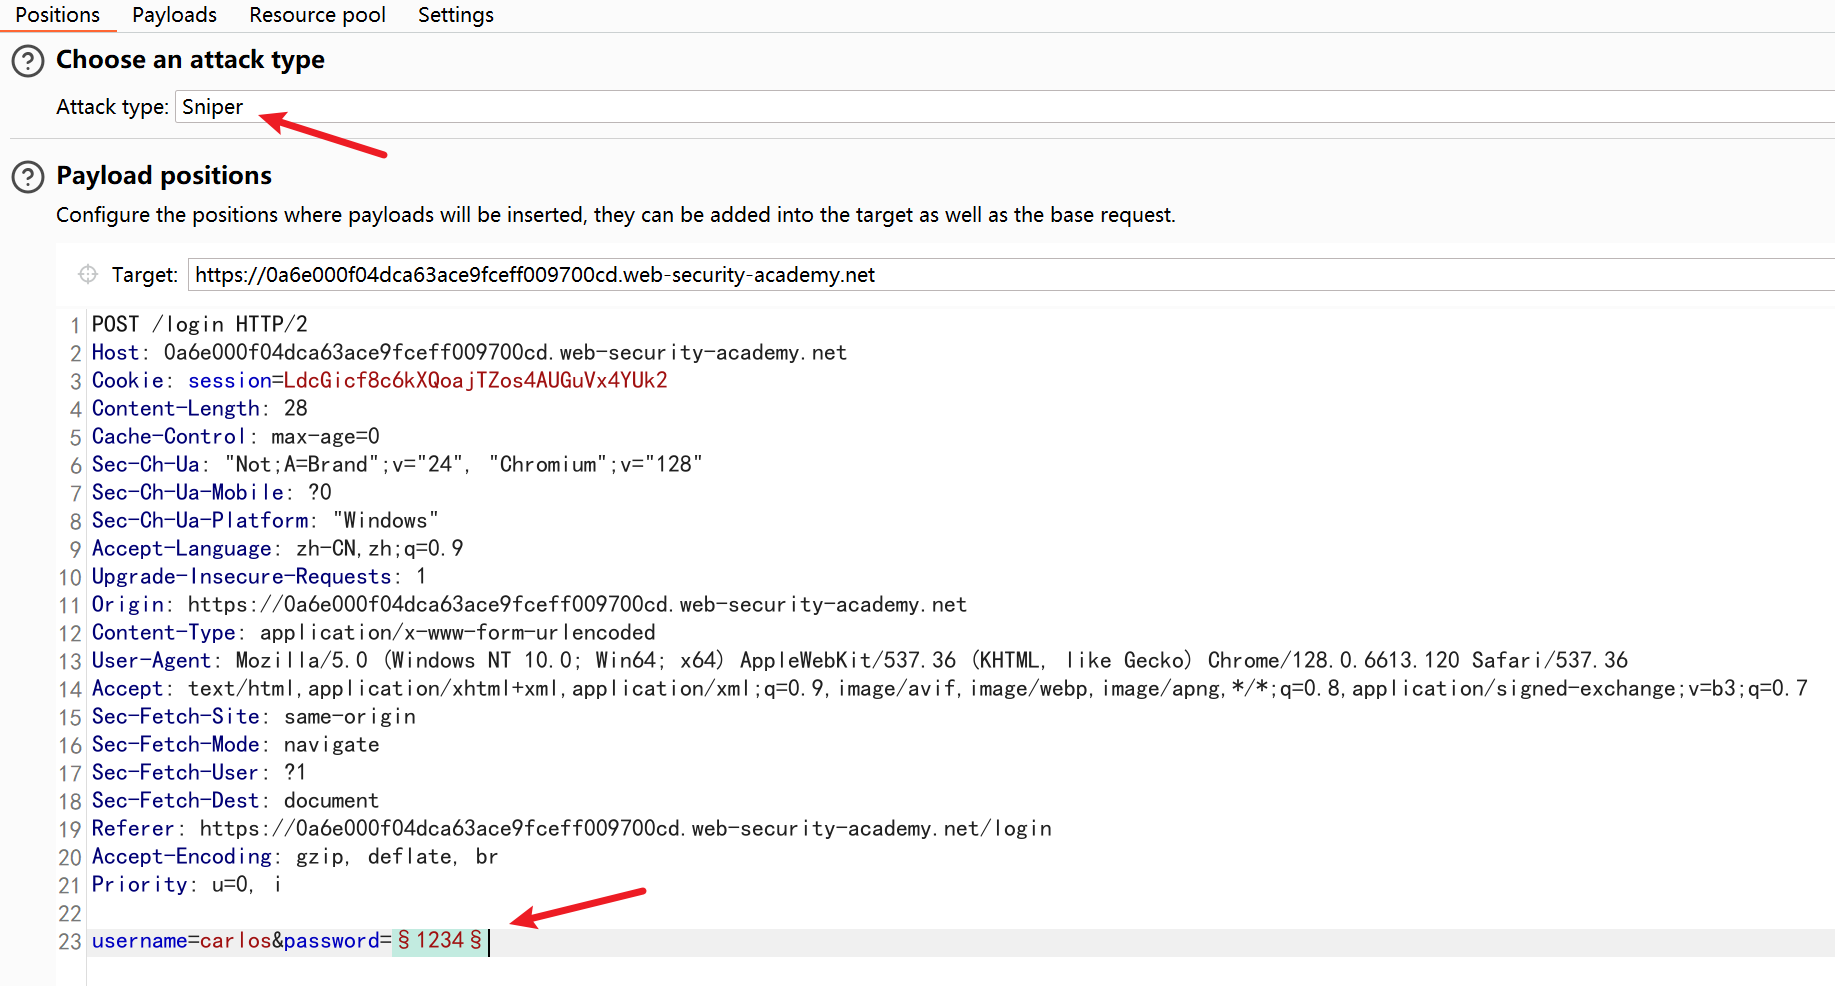 Positions Payloads Resource pool Settings
? Choose an attack type
Attack type: Sniper
? Payload positions
Configure the positions where payloads will be inserted, they can be added into the target as well as the base request.
Target: https://0a6e000f04dca63ace9fceff009700cd.web-security-academy.net
1 POST /login HTTP/2
2 Host: 0a6e000f04dca63ace9fceff009700cd.web-security-academy.net
3 Cookie: session=LdcGicf8c6kXQoajTZos4AUGuVx4YUk2
4 Content-Length: 28
5 Cache-Control: max-age=0
6 Sec-Ch-Ua: "Not;A=Brand";v="24", "Chromium";v="128"
7 Sec-Ch-Ua-Mobile: ?0
8 Sec-Ch-Ua-Platform: "Windows"
9 Accept-Language: zh-CN,zh;q=0.9
10 Upgrade-Insecure-Requests: 1
11 Origin: https://0a6e000f04dca63ace9fceff009700cd.web-security-academy.net
12 Content-Type: application/x-www-form-urlencoded
13 User-Agent: Mozilla/5.0 (Windows NT 10.0; Win64; x64) AppleWebKit/537.36 (KHTML, like Gecko) Chrome/128.0.6613.120 Safari/537.36
14 Accept: text/html,application/xhtml+xml,application/xml;q=0.9,image/avif,image/webp,image/apng,*/*;q=0.8,application/signed-exchange;v=b3;q=0.7
15 Sec-Fetch-Site: same-origin
16 Sec-Fetch-Mode: navigate
17 Sec-Fetch-User: ?1
18 Sec-Fetch-Dest: document
19 Referer: https://0a6e000f04dca63ace9fceff009700cd.web-security-academy.net/login
20 Accept-Encoding: gzip, deflate, br
21 Priority: u=0, i
22
23 username=carlos&password=§1234§